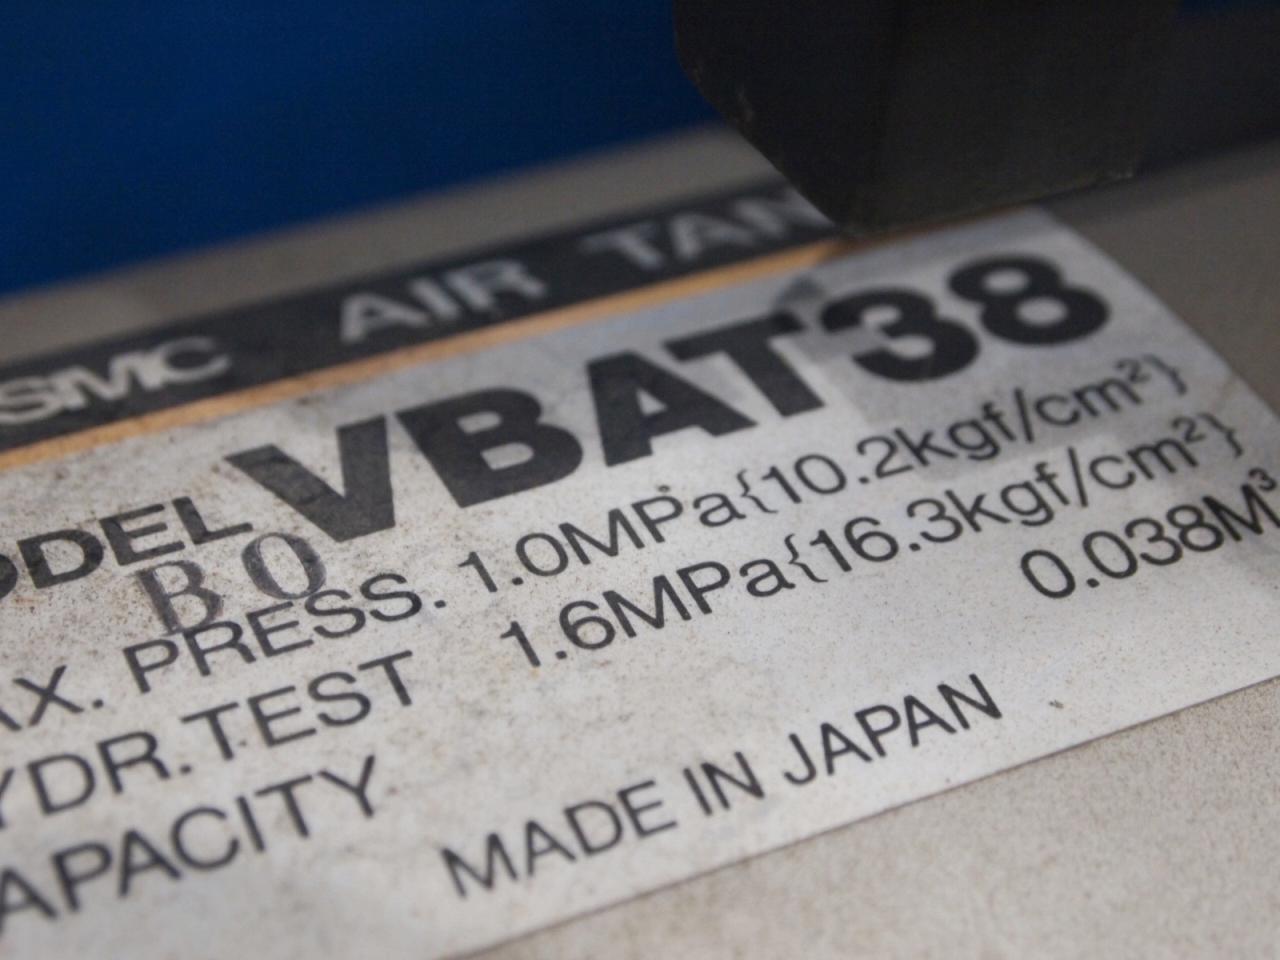 SMC AIR TAN
ODEL VBAT38
BO
AX. PRESS. 1.0MPa{10.2kgf/cm²}
YDR.TEST 1.6MPa{16.3kgf/cm²}
APACITY 0.038M³
MADE IN JAPAN